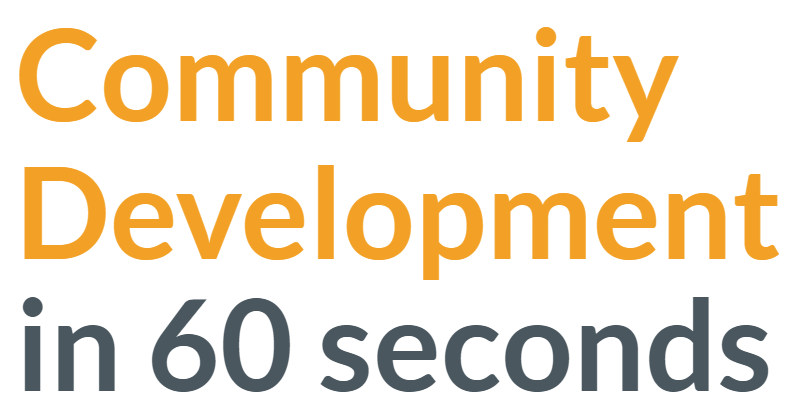 Community
Development
in 60 seconds